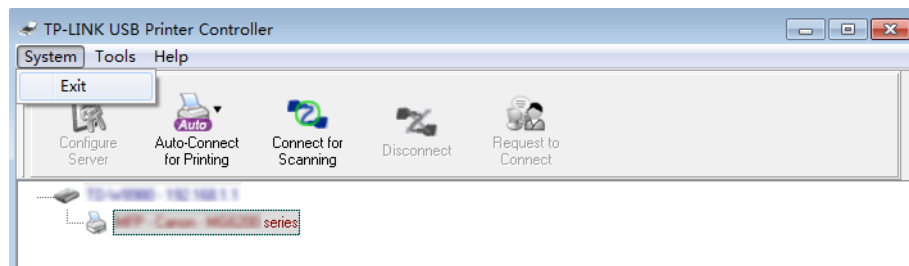 TP-LINK USB Printer Controller
System Tools Help
Exit
Configure Server
Auto
Auto-Connect for Printing
Connect for Scanning
Disconnect
Request to Connect
series